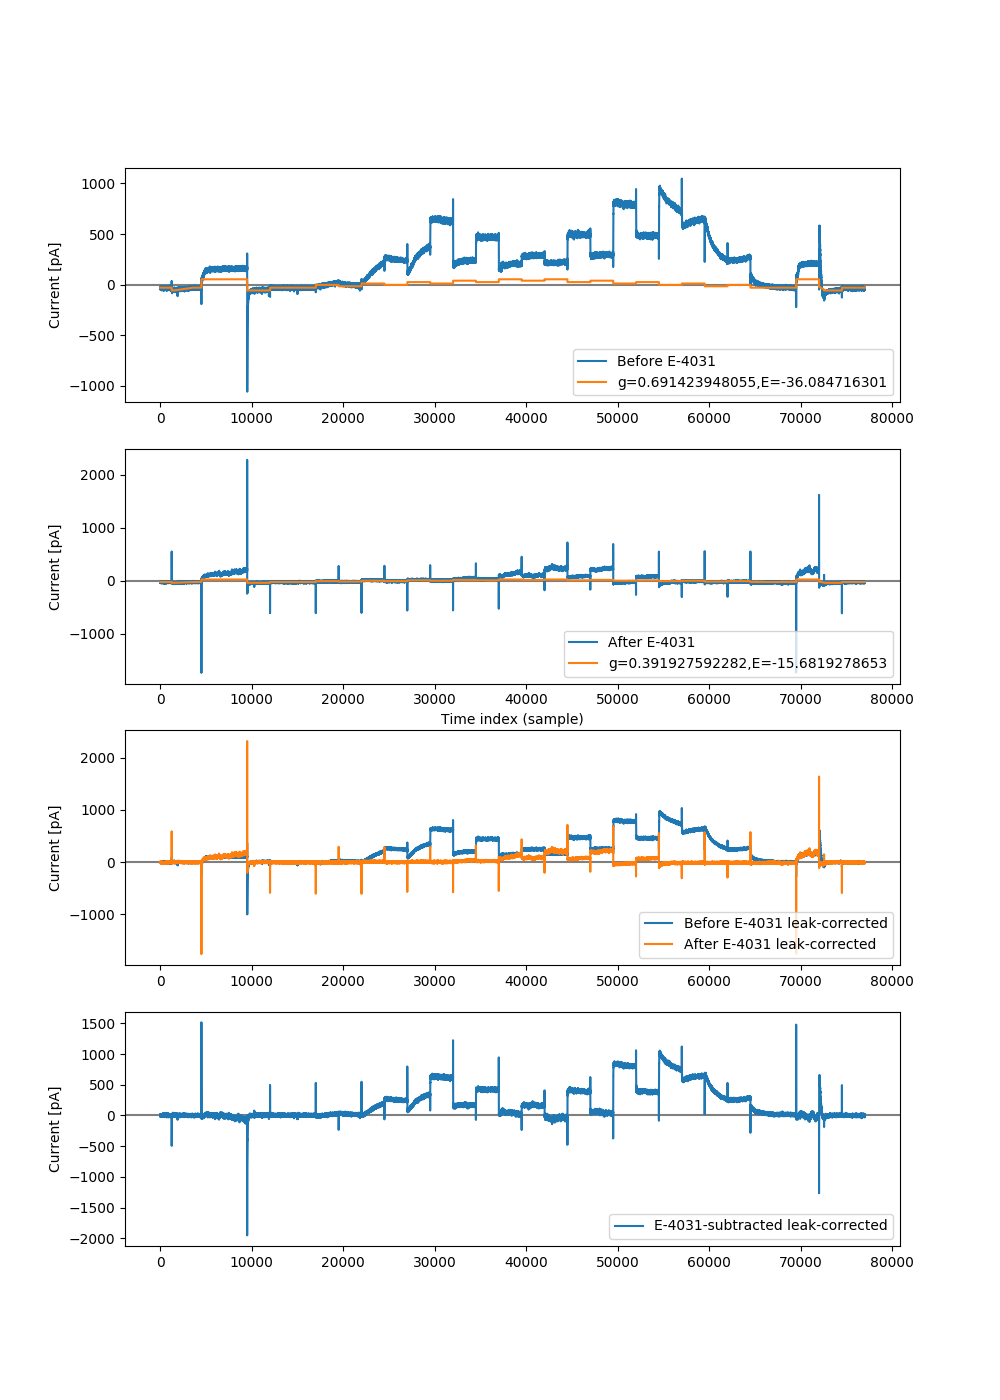 1000
500
0
−500
−1000
Current [pA]
Before E-4031
g=0.691423948055,E=-36.084716301
0 10000 20000 30000 40000 50000 60000 70000 80000
2000
1000
0
−1000
Current [pA]
After E-4031
g=0.391927592282,E=-15.6819278653
0 10000 20000 30000 40000 50000 60000 70000 80000
Time index (sample)
2000
1000
0
−1000
Current [pA]
Before E-4031 leak-corrected
After E-4031 leak-corrected
0 10000 20000 30000 40000 50000 60000 70000 80000
1500
1000
500
0
−500
−1000
−1500
−2000
Current [pA]
E-4031-subtracted leak-corrected
0 10000 20000 30000 40000 50000 60000 70000 80000